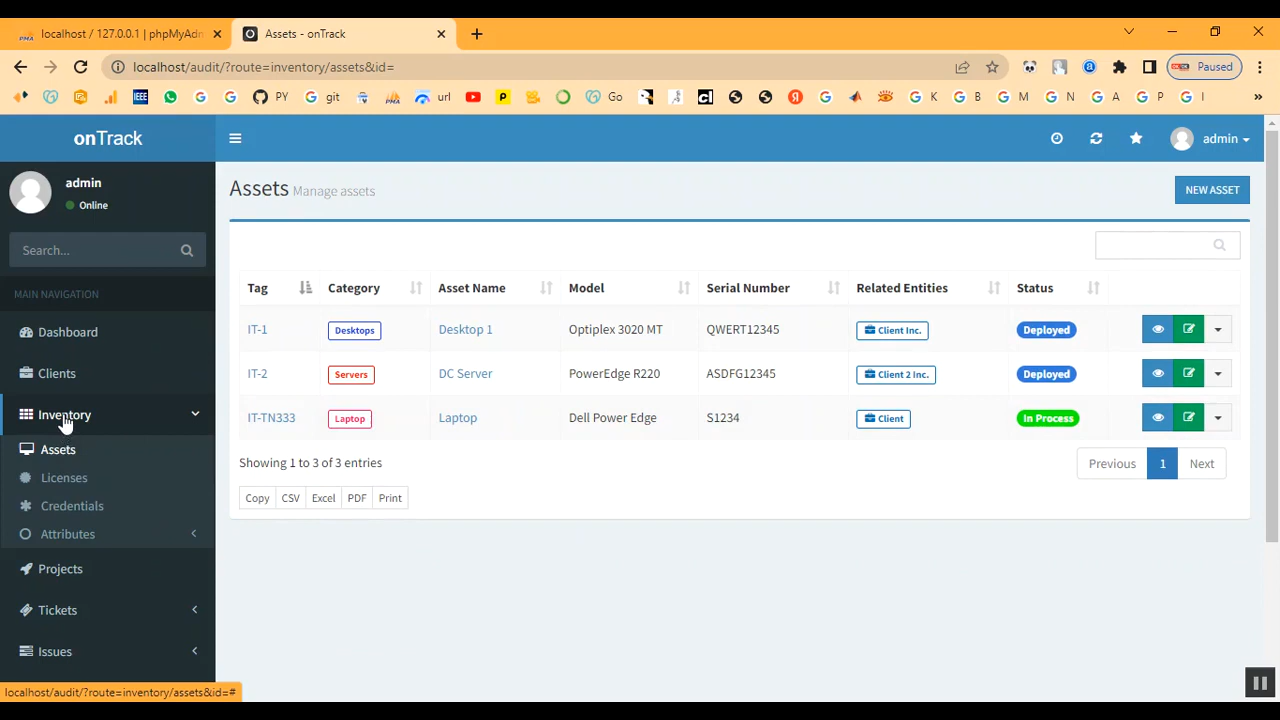 localhost / 127.0.0.1 | phpMyAdn
Assets - onTrack
localhost/audit/?route=inventory/assets&id=
Paused
IEEE
PY
git
url
Go
K
B
M
N
A
P
I
onTrack
admin
admin
Online
Search...
MAIN NAVIGATION
Dashboard
Clients
Inventory
Assets
Licenses
Credentials
Attributes
Projects
Tickets
Issues
Assets Manage assets
NEW ASSET
Tag Category Asset Name Model Serial Number Related Entities Status
IT-1 Desktops Desktop 1 Optiplex 3020 MT QWERT12345 Client Inc. Deployed
IT-2 Servers DC Server PowerEdge R220 ASDFG12345 Client 2 Inc. Deployed
IT-TN333 Laptop Laptop Dell Power Edge S1234 Client In Process
Showing 1 to 3 of 3 entries
Previous 1 Next
Copy CSV Excel PDF Print
localhost/audit/?route=inventory/assets&id=#